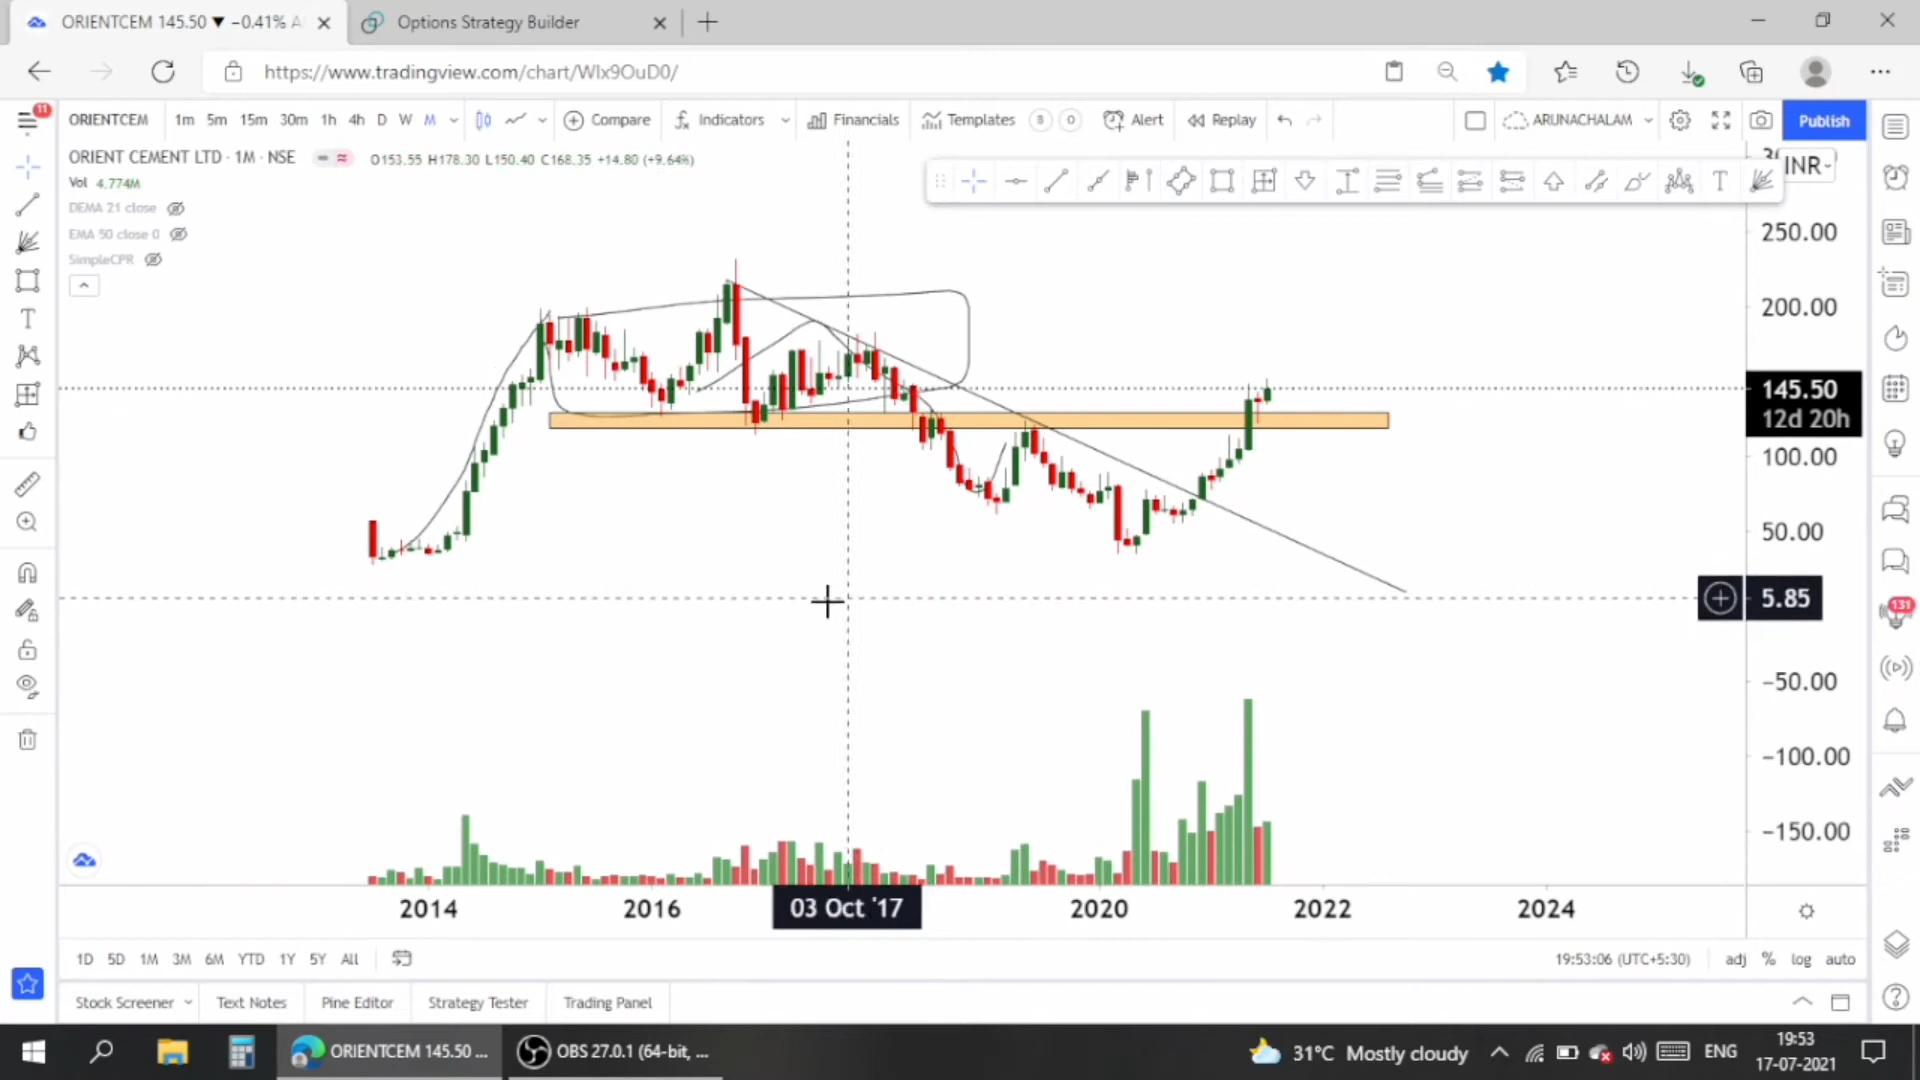 ORIENTCEM 145.50 ▼ −0.41% A
Options Strategy Builder
https://www.tradingview.com/chart/Wlx9OuD0/
11
ORIENTCEM 1m 5m 15m 30m 1h 4h D W M Compare Indicators Financials Templates 8 0 Alert Replay ARUNACHALAM Publish
ORIENT CEMENT LTD · 1M · NSE O153.55 H178.30 L150.40 C168.35 +14.80 (+9.64%)
INR
Vol 4.774M
DEMA 21 close
EMA 50 close 0
SimpleCPR
250.00
200.00
145.50
12d 20h
100.00
50.00
5.85
−50.00
−100.00
−150.00
131
2014 2016 03 Oct '17 2020 2022 2024
1D 5D 1M 3M 6M YTD 1Y 5Y All 19:53:06 (UTC+5:30) adj % log auto
Stock Screener Text Notes Pine Editor Strategy Tester Trading Panel
ORIENTCEM 145.50 ... OBS 27.0.1 (64-bit, ... 31°C Mostly cloudy ENG 19:53
17-07-2021